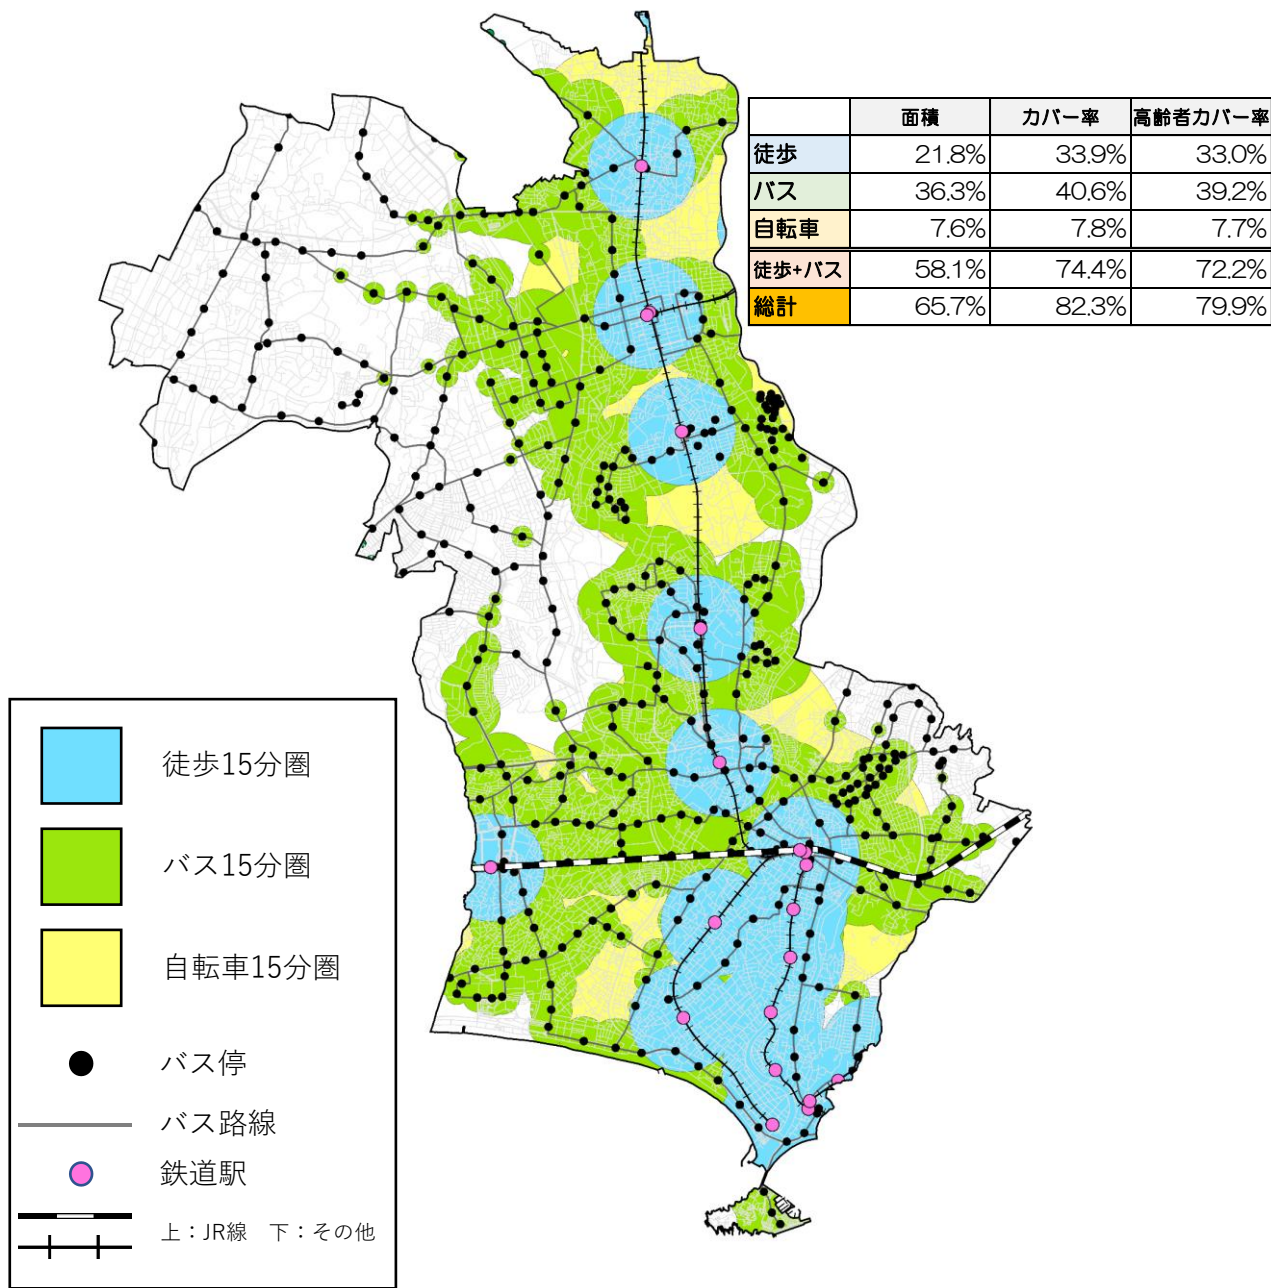 面積 カバー率 高齢者カバー率
徒歩 21.8% 33.9% 33.0%
バス 36.3% 40.6% 39.2%
自転車 7.6% 7.8% 7.7%
徒歩+バス 58.1% 74.4% 72.2%
総計 65.7% 82.3% 79.9%
徒歩15分圏
バス15分圏
自転車15分圏
バス停
バス路線
鉄道駅
上：JR線 下：その他